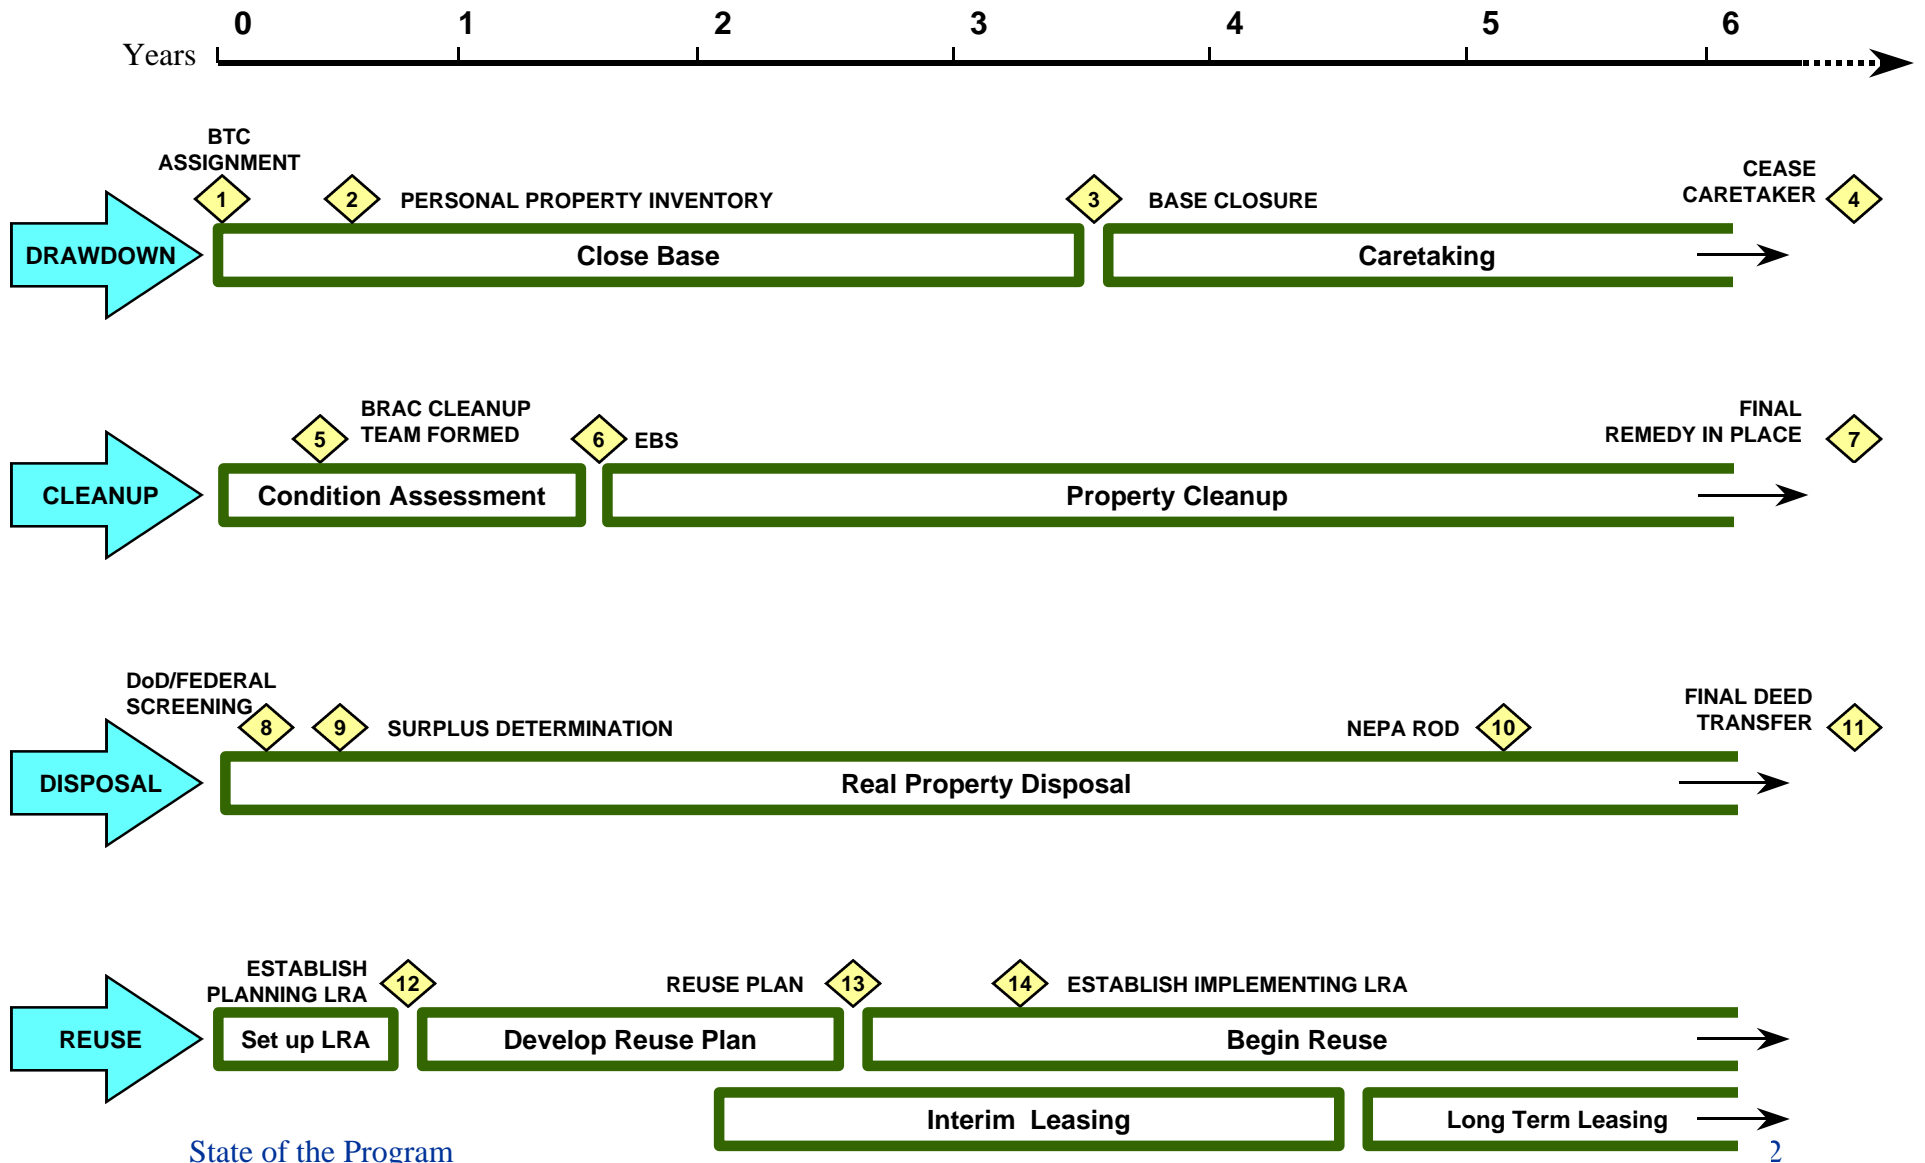 0 1 2 3 4 5 6
Years
BTC
ASSIGNMENT
1
2
PERSONAL PROPERTY INVENTORY
3
BASE CLOSURE
CEASE
CARETAKER
4
DRAWDOWN
Close Base
Caretaking
5
BRAC CLEANUP
TEAM FORMED
6
EBS
FINAL
REMEDY IN PLACE
7
CLEANUP
Condition Assessment
Property Cleanup
DoD/FEDERAL
SCREENING
8
9
SURPLUS DETERMINATION
NEPA ROD
10
FINAL DEED
TRANSFER
11
DISPOSAL
Real Property Disposal
ESTABLISH
PLANNING LRA
12
REUSE PLAN
13
14
ESTABLISH IMPLEMENTING LRA
REUSE
Set up LRA
Develop Reuse Plan
Begin Reuse
Interim Leasing
Long Term Leasing
State of the Program
2